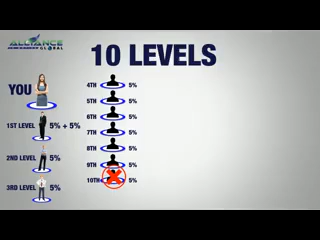 ALLIANCE
GLOBAL
10 LEVELS
YOU
1ST LEVEL 5% + 5%
2ND LEVEL 5%
3RD LEVEL 5%
4TH 5%
5TH 5%
6TH 5%
7TH 5%
8TH 5%
9TH 5%
10TH 5%